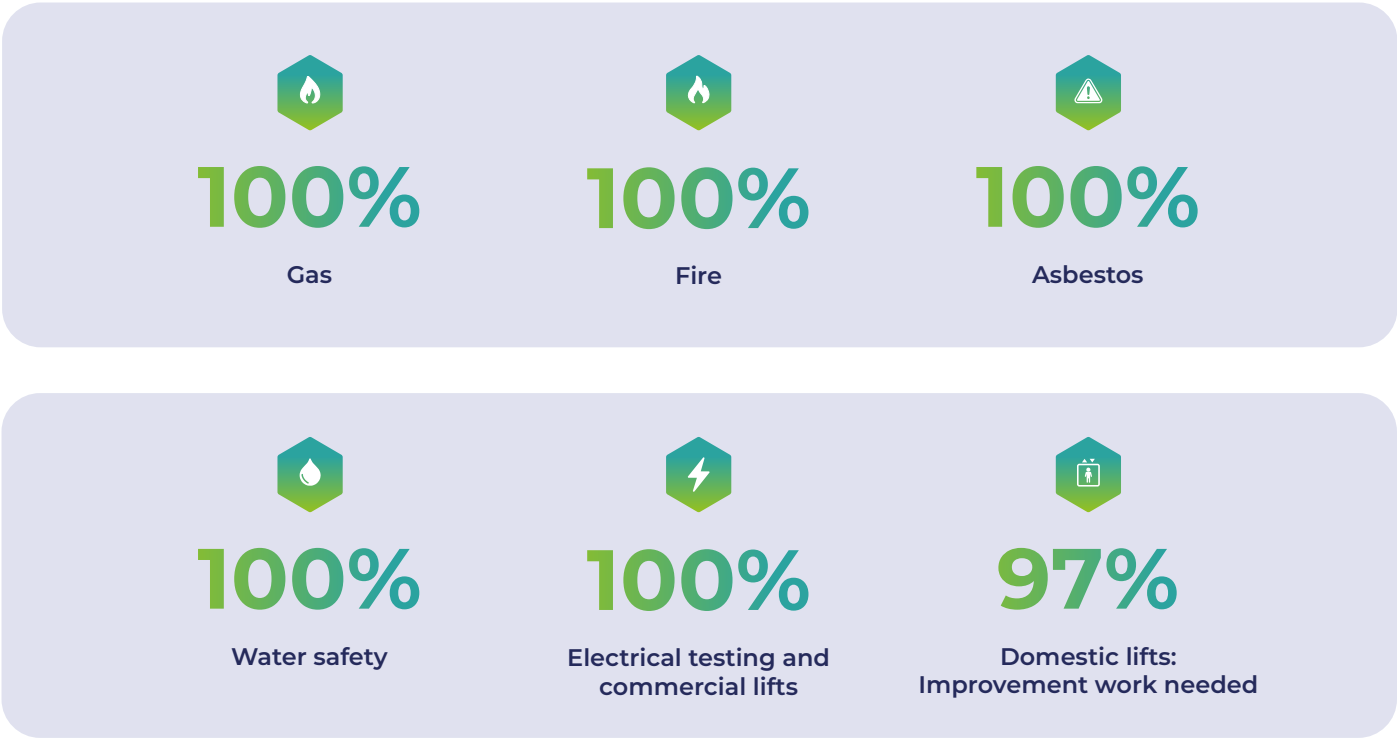 100%
100%
100%
Gas
Fire
Asbestos
100%
100%
97%
Water safety
Electrical testing and
commercial lifts
Domestic lifts:
Improvement work needed